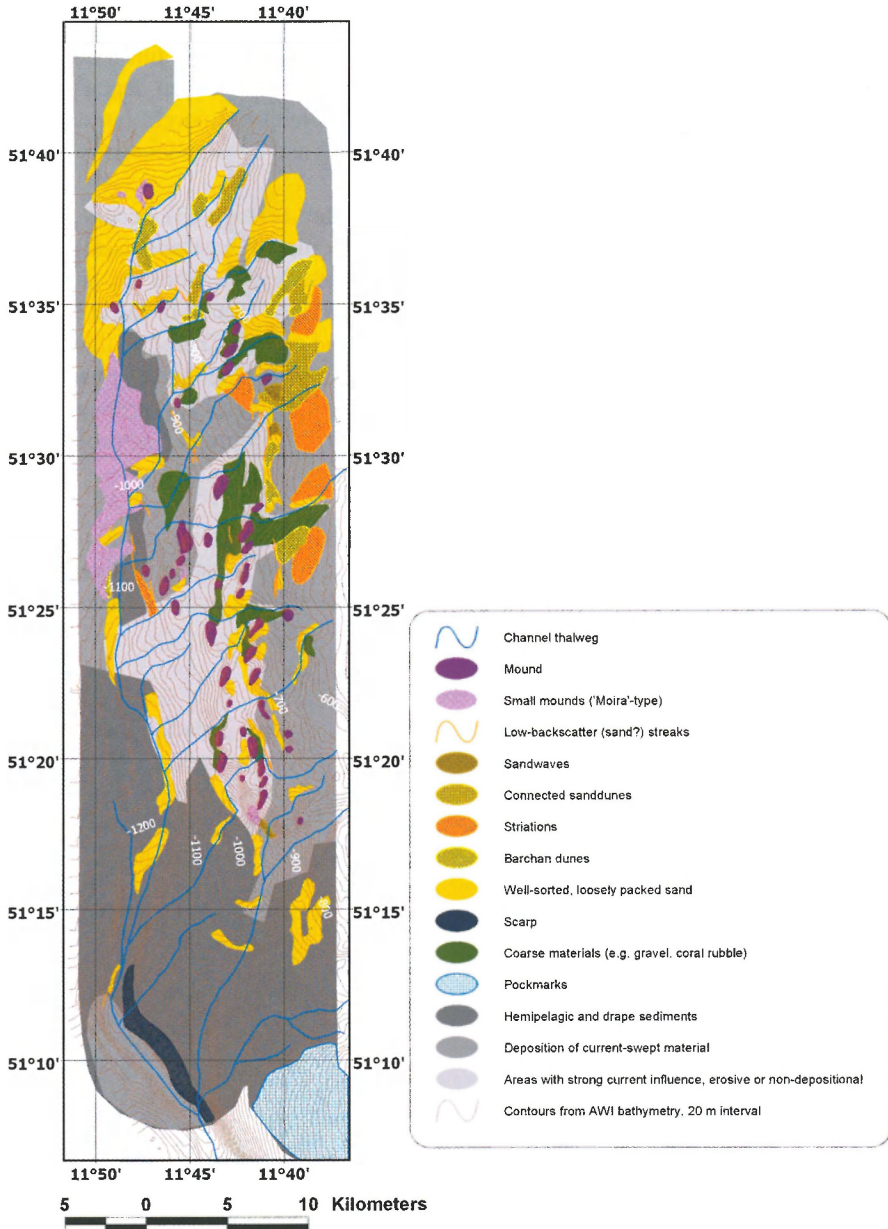 11°50' 11°45' 11°40'
51°40' 51°40'
51°35' 51°35'
-900
51°30' 51°30'
-1000
-1100
51°25' 51°25'
-700 -600
51°20' 51°20'
-1200 -1100 -1000 -900
51°15' 51°15'
51°10' 51°10'
11°50' 11°45' 11°40'
5 0 5 10 Kilometers
Channel thalweg
Mound
Small mounds ('Moira'-type)
Low-backscatter (sand?) streaks
Sandwaves
Connected sanddunes
Striations
Barchan dunes
Well-sorted, loosely packed sand
Scarp
Coarse materials (e.g. gravel, coral rubble)
Pockmarks
Hemipelagic and drape sediments
Deposition of current-swept material
Areas with strong current influence, erosive or non-depositional
Contours from AWI bathymetry, 20 m interval